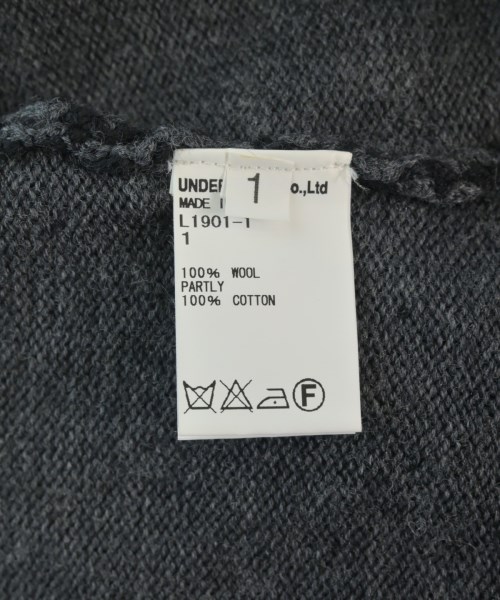 UNDER o.,Ltd
1
MADE I
L1901-1
1
100% WOOL
PARTLY
100% COTTON
F